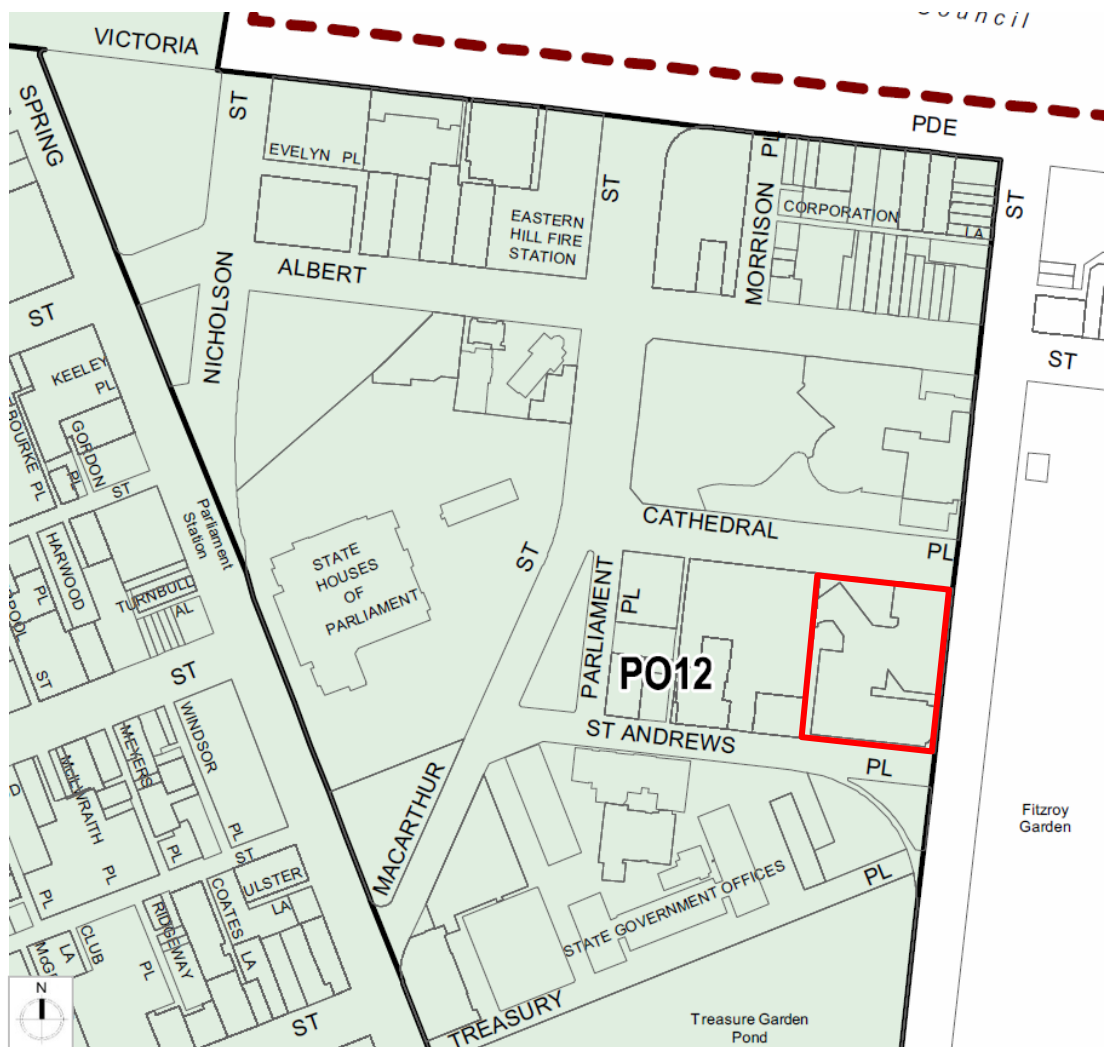 Council
VICTORIA
SPRING
ST
PDE
PL
EVELYN PL
ST
MORRISON
CORPORATION
LA
ST
EASTERN
HILL FIRE
STATION
ALBERT
NICHOLSON
ST
ST
KEELEY
PL
BOURKE PL
GORDON
PL
ST
Parliament
Station
CATHEDRAL
PL
HARWOOD
PL
STATE
HOUSES
OF
PARLIAMENT
ST
PARLIAMENT
PL
TURNBULL
AL
POOL
ST
ST
PO12
ST ANDREWS
PL
WINDSOR
PL
MEYERS
PL
McILWRAITH
PL
MACARTHUR
Fitzroy
Garden
ST
ULSTER
LA
COATES
LA
PL
STATE GOVERNMENT OFFICES
PL
RIDGEWAY
PL
CLUB
LA
N
ST
TREASURY
Treasure Garden
Pond